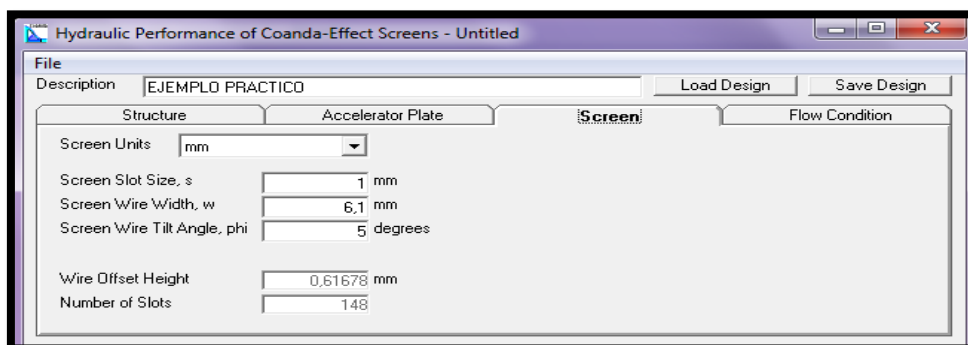 Hydraulic Performance of Coanda-Effect Screens - Untitled
File
Description EJEMPLO PRACTICO Load Design Save Design
Structure Accelerator Plate Screen Flow Condition
Screen Units mm
Screen Slot Size, s 1 mm
Screen Wire Width, w 6,1 mm
Screen Wire Tilt Angle, phi 5 degrees
Wire Offset Height 0,61678 mm
Number of Slots 148